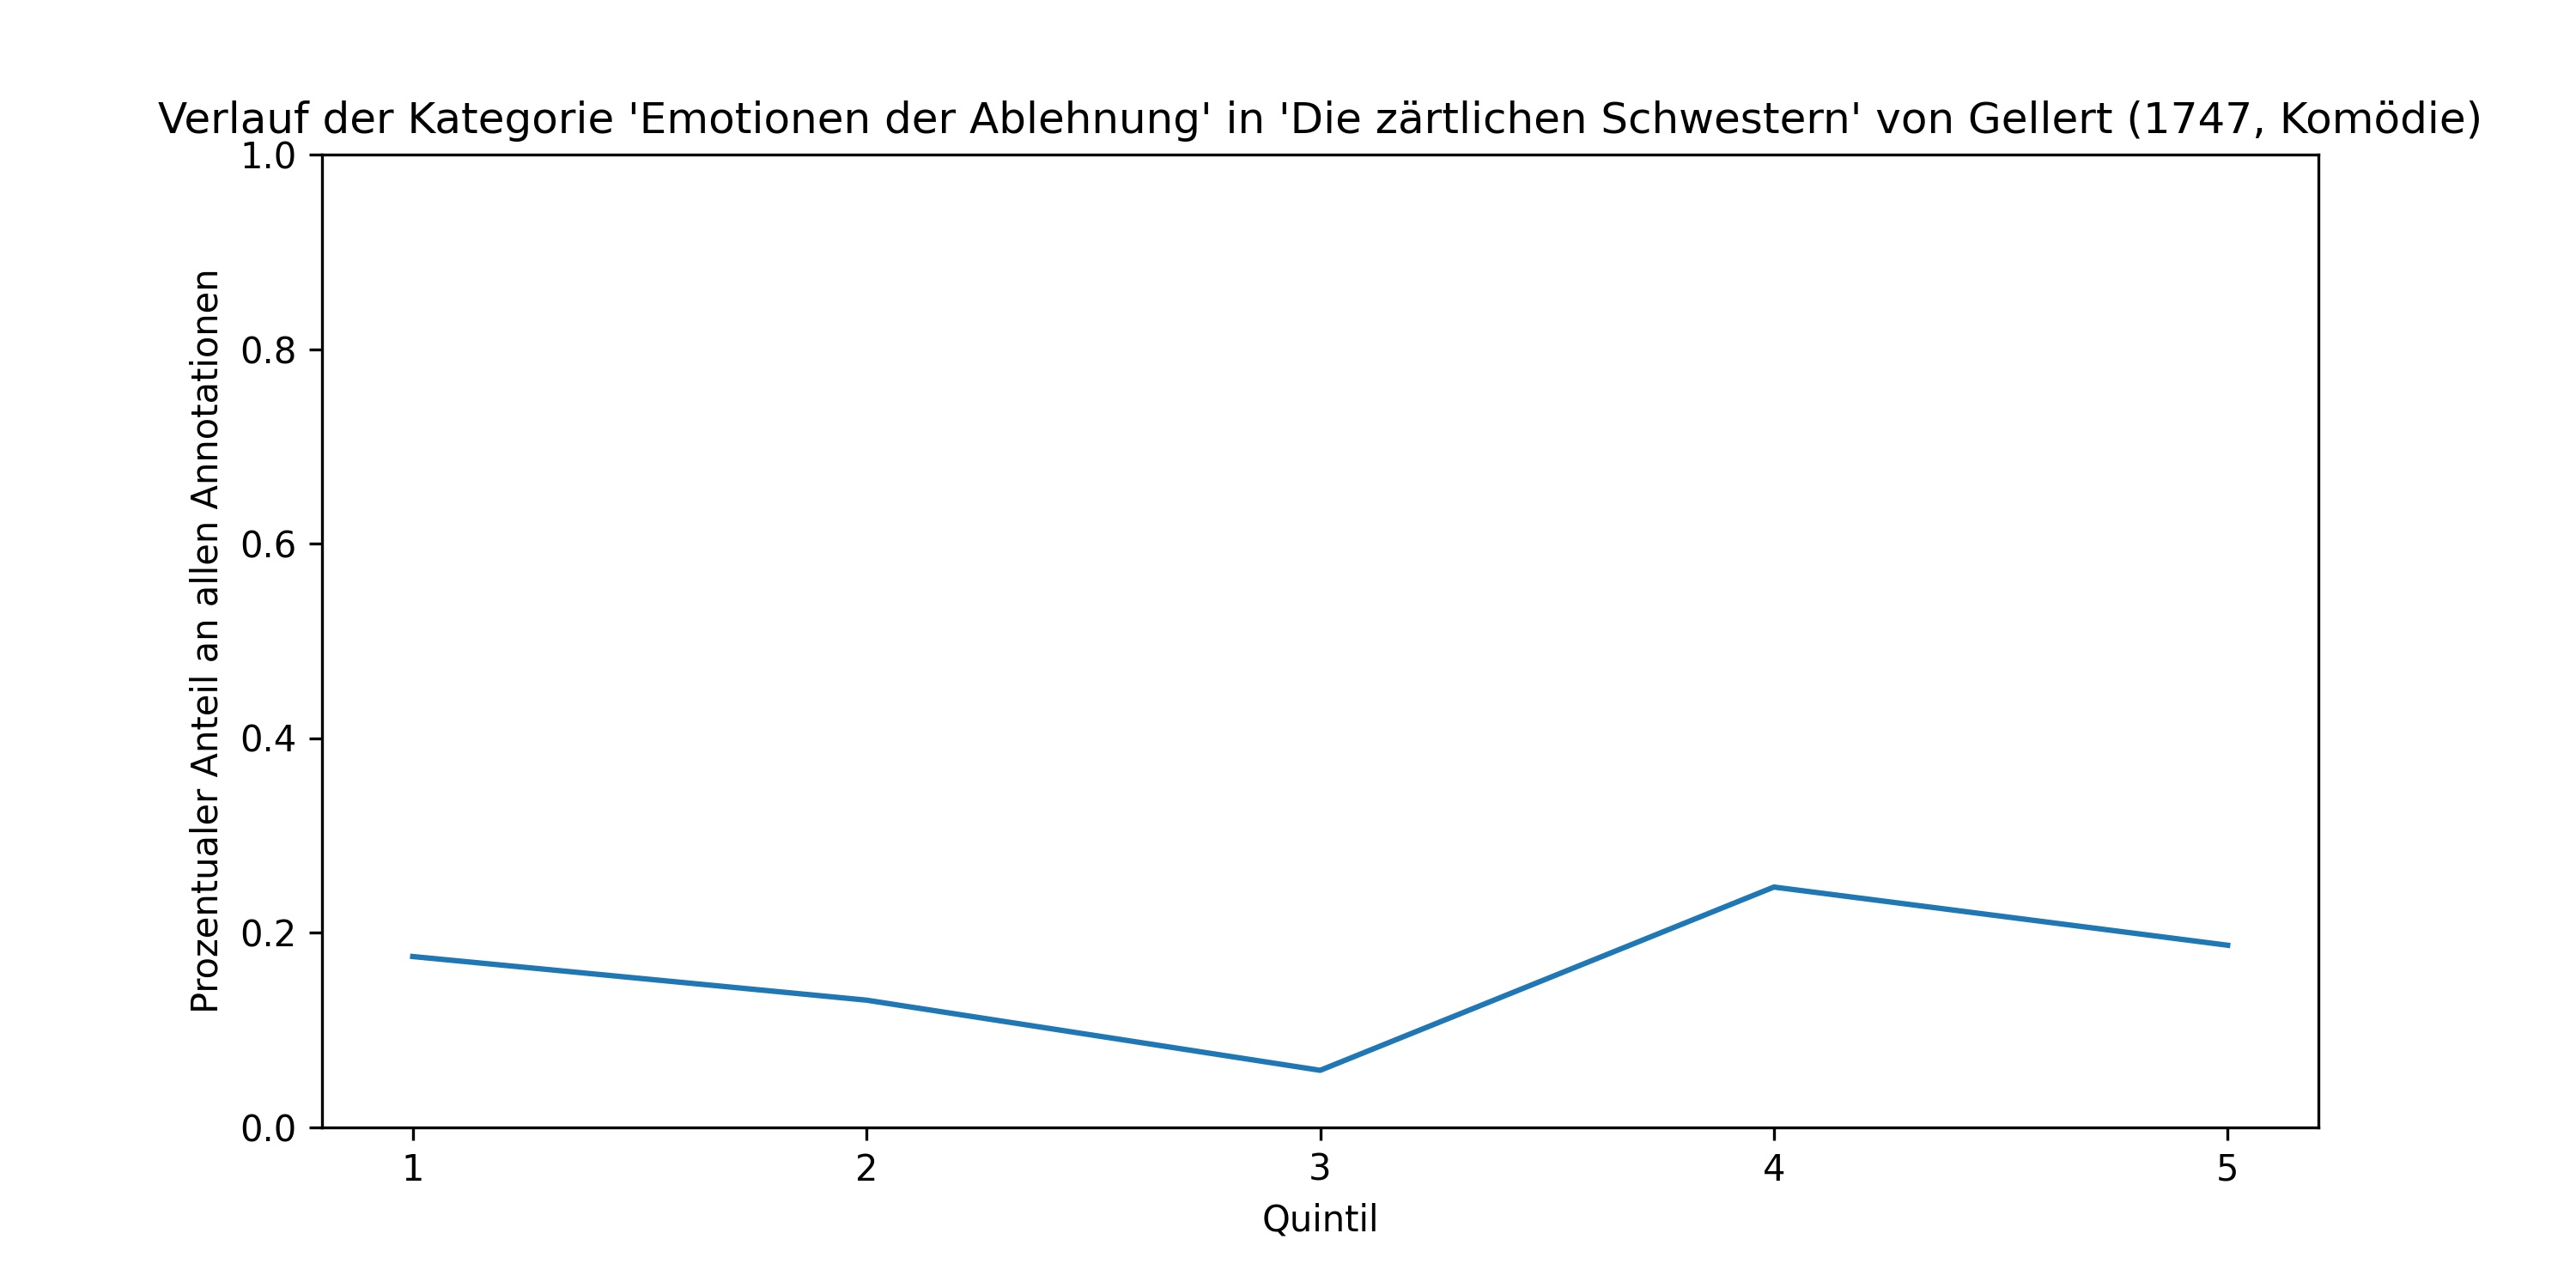 Verlauf der Kategorie 'Emotionen der Ablehnung' in 'Die zärtlichen Schwestern' von Gellert (1747, Komödie)
Prozentualer Anteil an allen Annotationen
1.0
0.8
0.6
0.4
0.2
0.0
1 2 3 4 5
Quintil